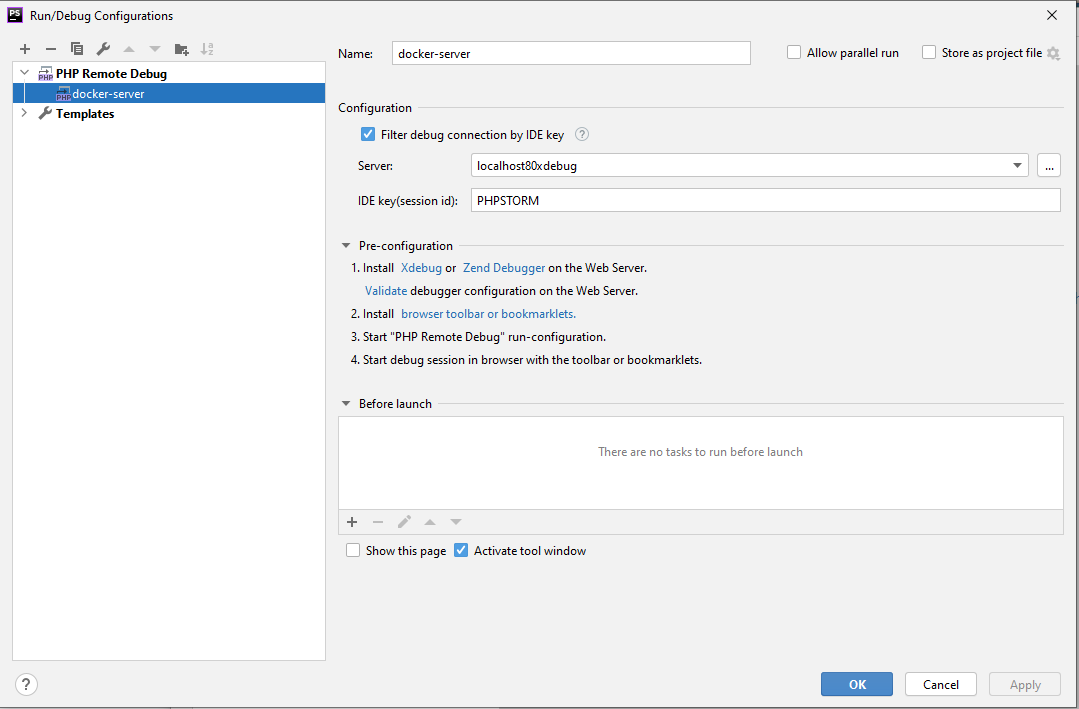 PS Run/Debug Configurations
Name: docker-server Allow parallel run Store as project file
PHP PHP Remote Debug
PHP docker-server
Templates
Configuration
Filter debug connection by IDE key ?
Server: localhost80xdebug ...
IDE key(session id): PHPSTORM
Pre-configuration
1. Install Xdebug or Zend Debugger on the Web Server.
Validate debugger configuration on the Web Server.
2. Install browser toolbar or bookmarklets.
3. Start "PHP Remote Debug" run-configuration.
4. Start debug session in browser with the toolbar or bookmarklets.
Before launch
There are no tasks to run before launch
Show this page Activate tool window
? OK Cancel Apply